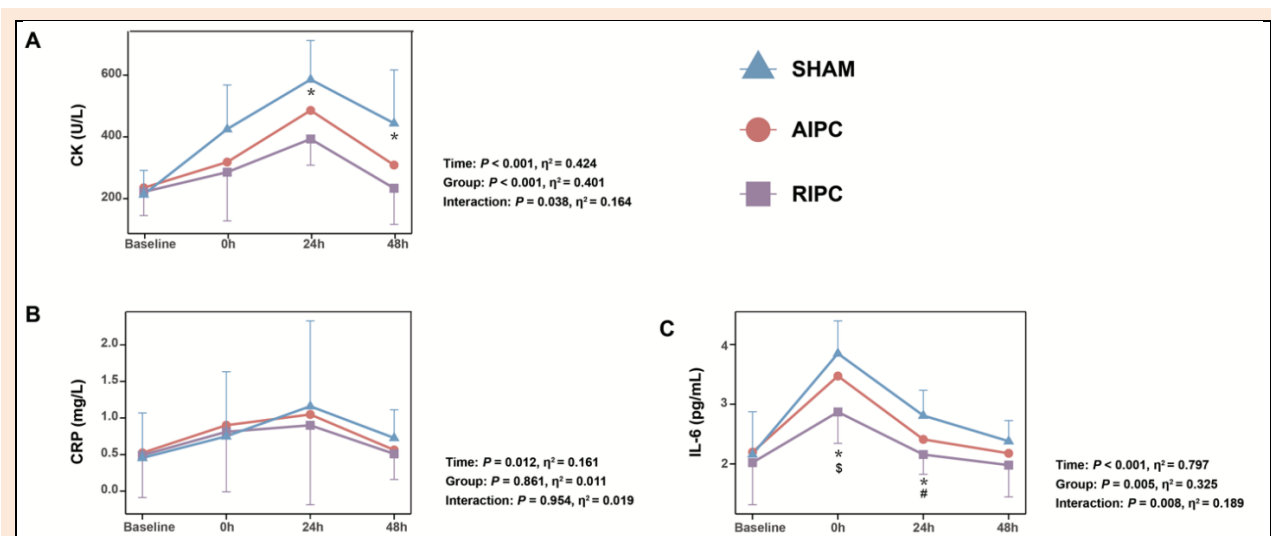 A
CK (U/L)
600
400
200
*
*
Baseline 0h 24h 48h
Time: P < 0.001, η² = 0.424
Group: P < 0.001, η² = 0.401
Interaction: P = 0.038, η² = 0.164
SHAM
AIPC
RIPC
B
CRP (mg/L)
2.0
1.5
1.0
0.5
0.0
Baseline 0h 24h 48h
Time: P = 0.012, η² = 0.161
Group: P = 0.861, η² = 0.011
Interaction: P = 0.954, η² = 0.019
C
IL-6 (pg/mL)
4
3
2
*
$
*
#
Baseline 0h 24h 48h
Time: P < 0.001, η² = 0.797
Group: P = 0.005, η² = 0.325
Interaction: P = 0.008, η² = 0.189